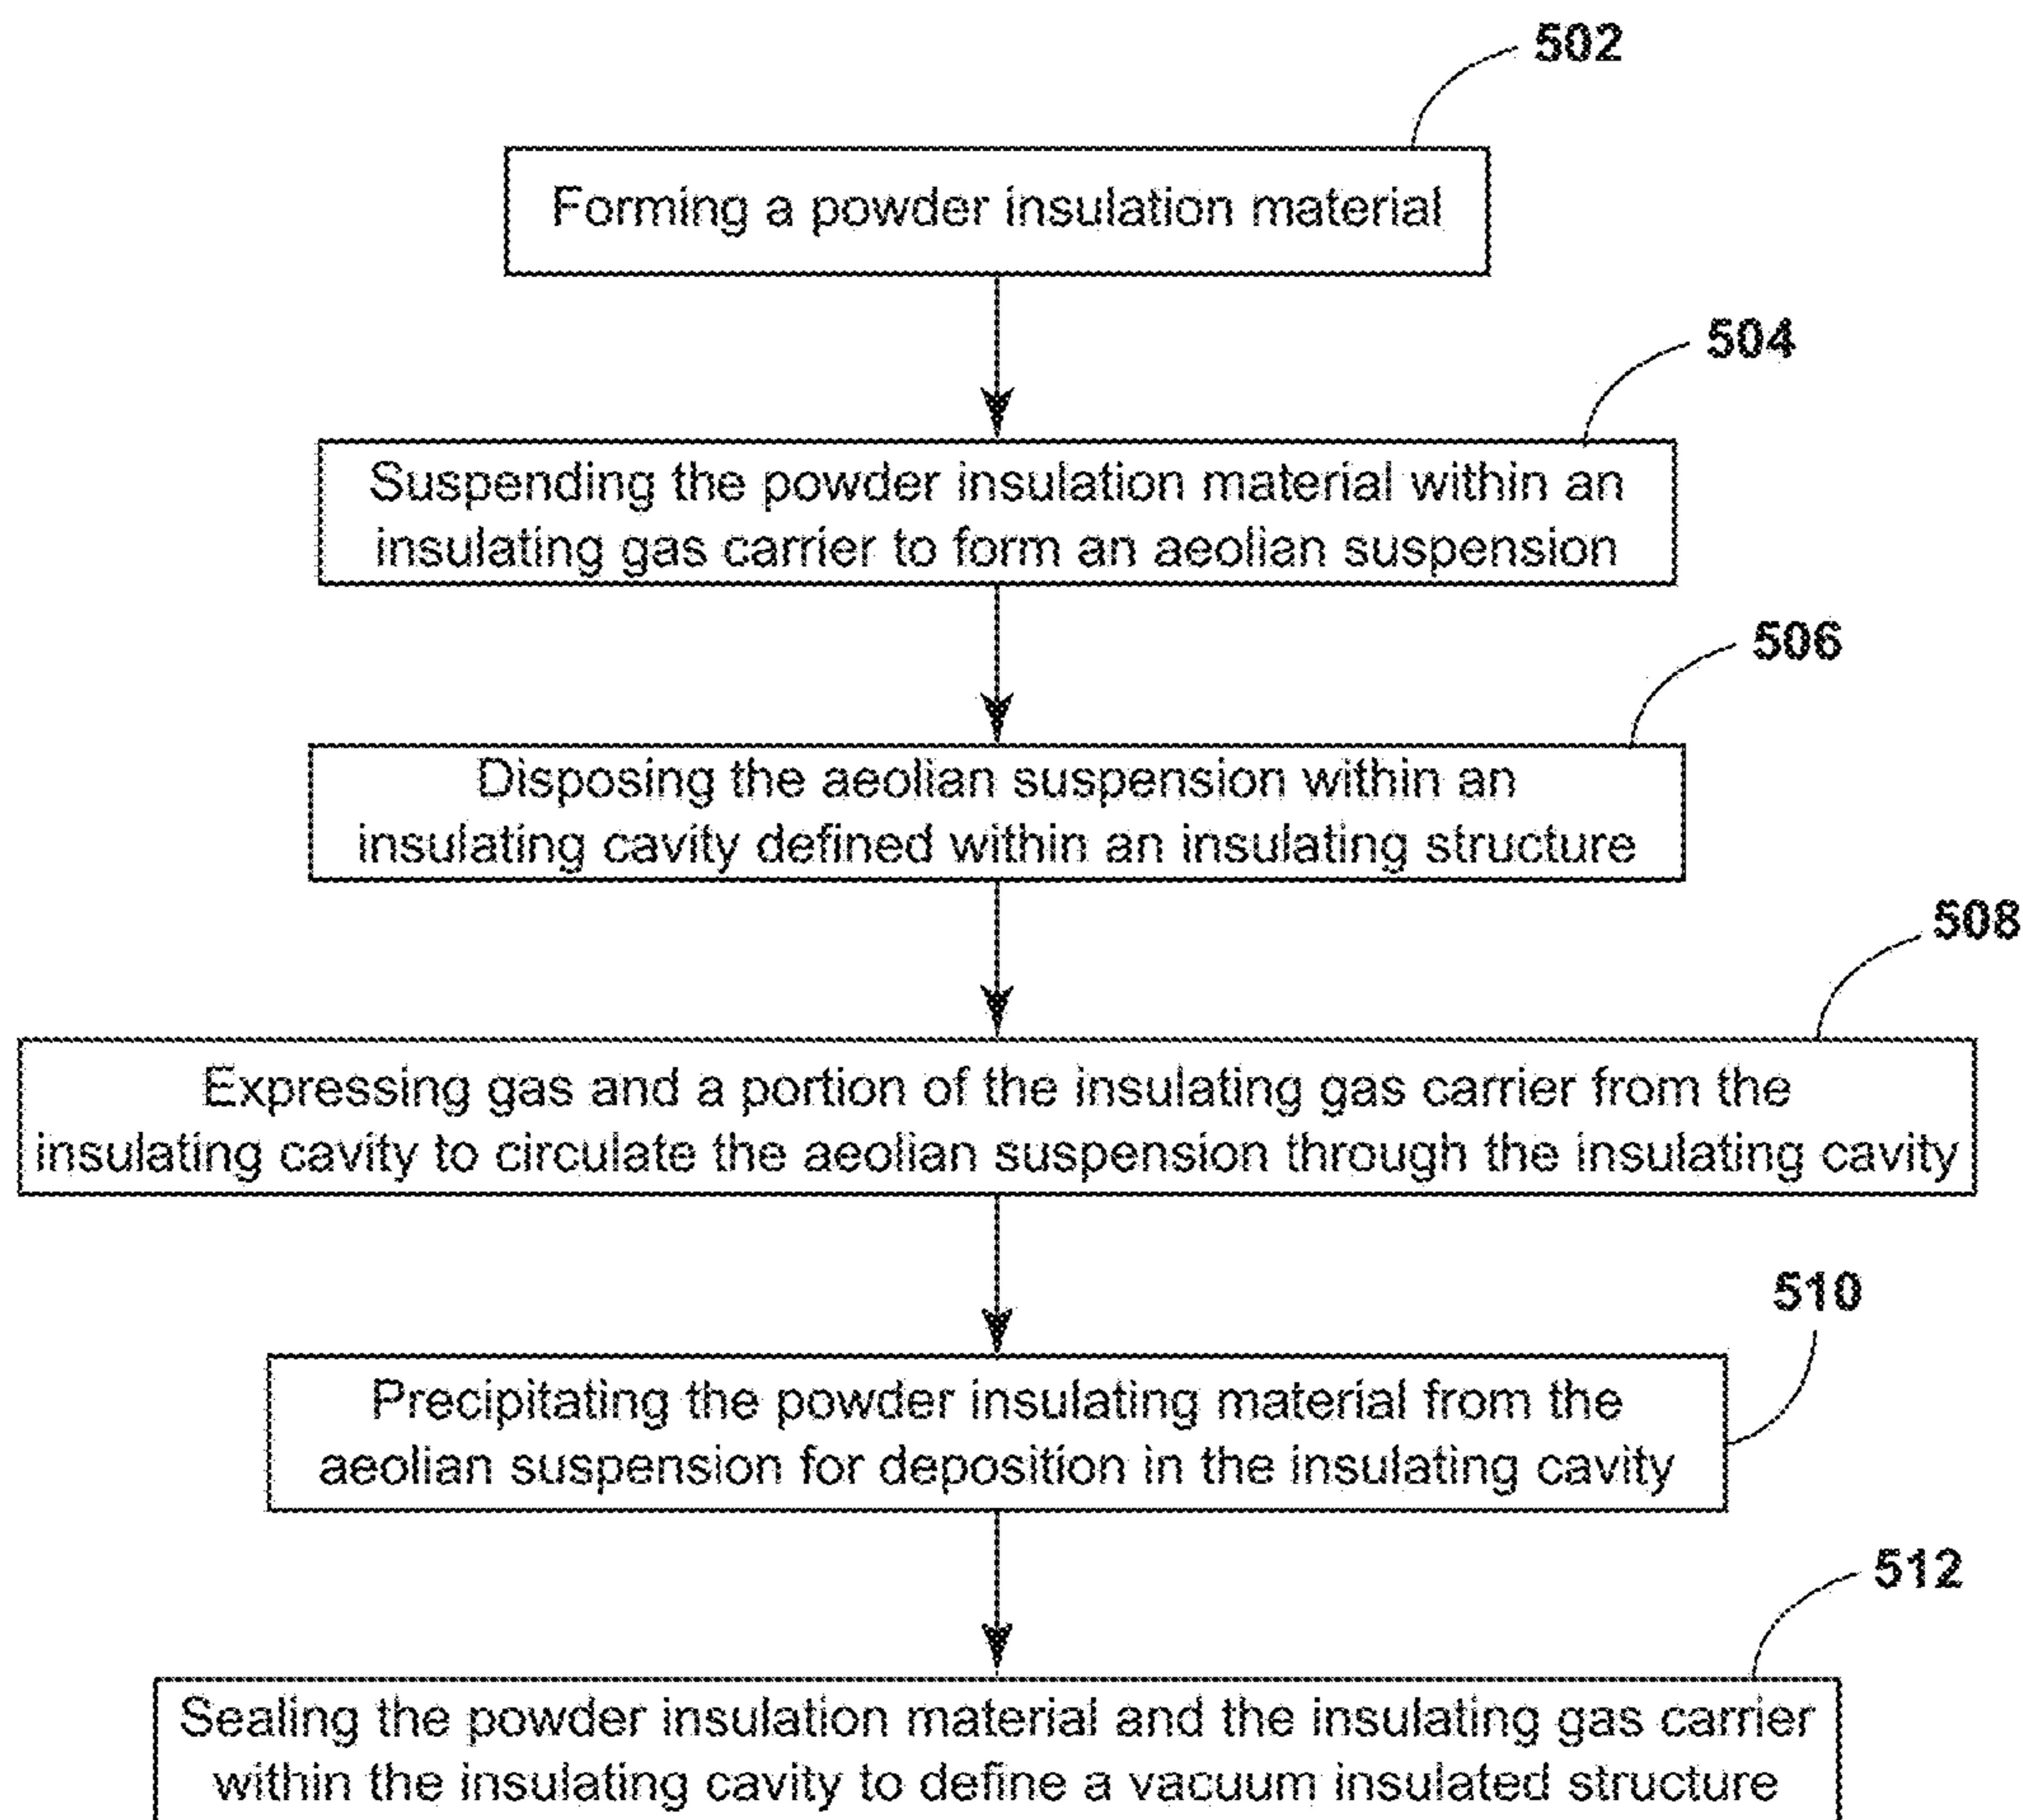 502
Forming a powder insulation material
504
Suspending the powder insulation material within an
insulating gas carrier to form an aeolian suspension
506
Disposing the aeolian suspension within an
insulating cavity defined within an insulating structure
508
Expressing gas and a portion of the insulating gas carrier from the
insulating cavity to circulate the aeolian suspension through the insulating cavity
510
Precipitating the powder insulating material from the
aeolian suspension for deposition in the insulating cavity
512
Sealing the powder insulation material and the insulating gas carrier
within the insulating cavity to define a vacuum insulated structure